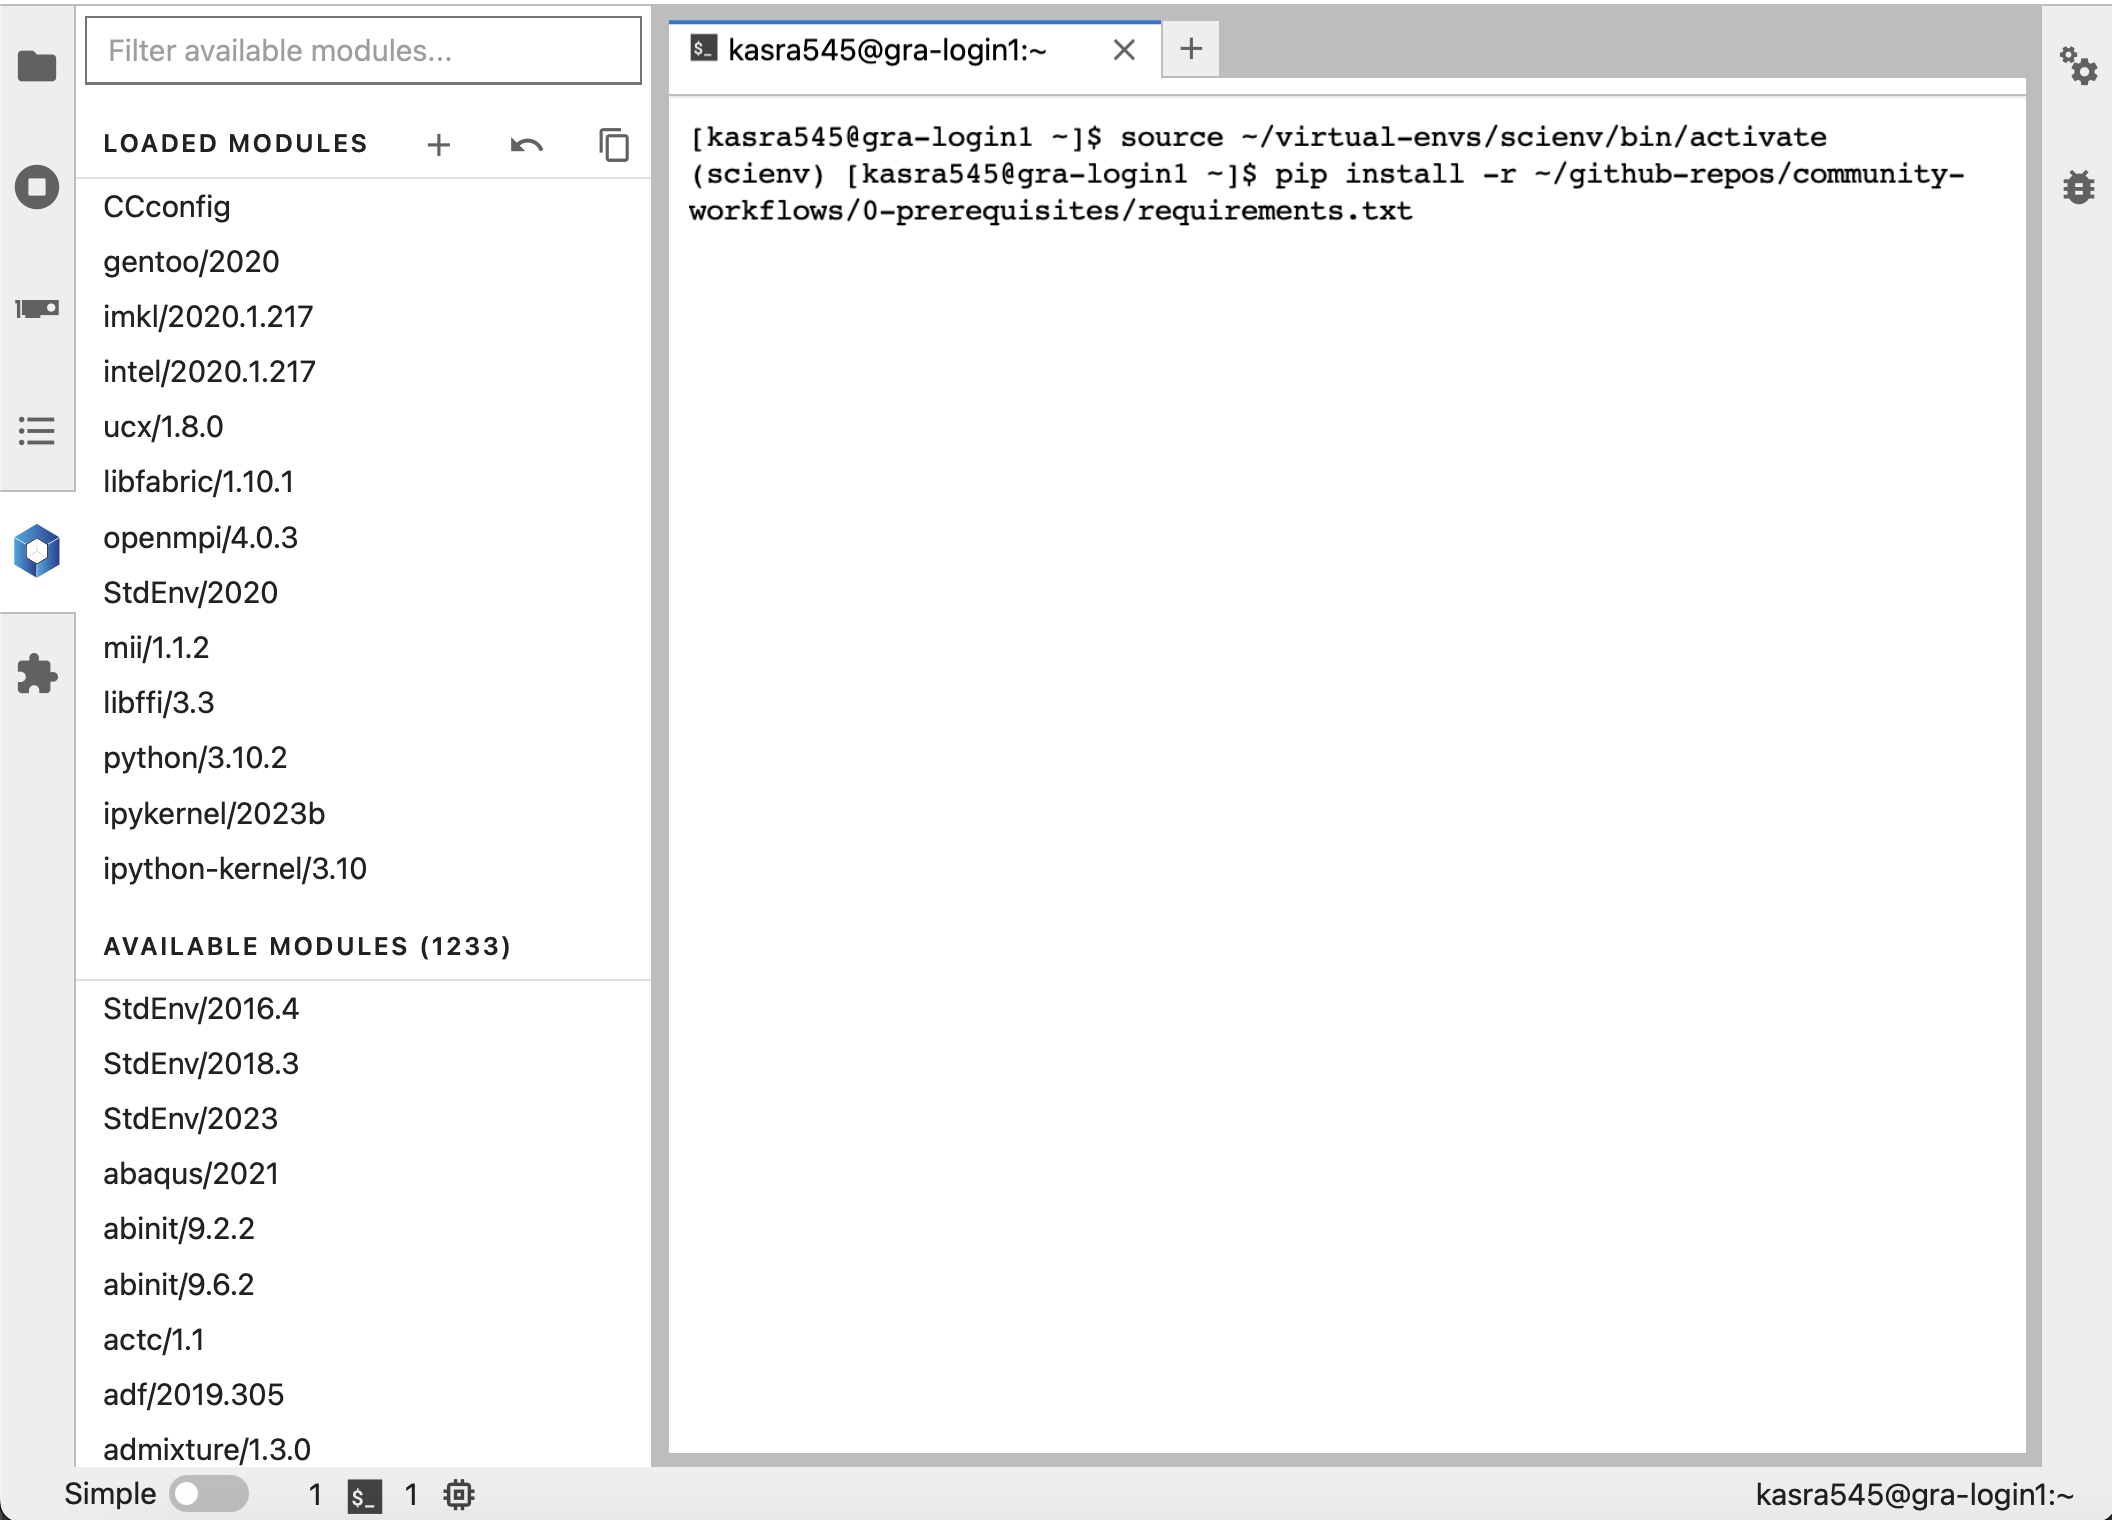 Filter available modules...
LOADED MODULES
CCconfig
gentoo/2020
imkl/2020.1.217
intel/2020.1.217
ucx/1.8.0
libfabric/1.10.1
openmpi/4.0.3
StdEnv/2020
mii/1.1.2
libffi/3.3
python/3.10.2
ipykernel/2023b
ipython-kernel/3.10
AVAILABLE MODULES (1233)
StdEnv/2016.4
StdEnv/2018.3
StdEnv/2023
abaqus/2021
abinit/9.2.2
abinit/9.6.2
actc/1.1
adf/2019.305
admixture/1.3.0
$_ kasra545@gra-login1:~
[kasra545@gra-login1 ~]$ source ~/virtual-envs/scienv/bin/activate
(scienv) [kasra545@gra-login1 ~]$ pip install -r ~/github-repos/community-
workflows/0-prerequisites/requirements.txt
Simple 1 $_ 1 kasra545@gra-login1:~